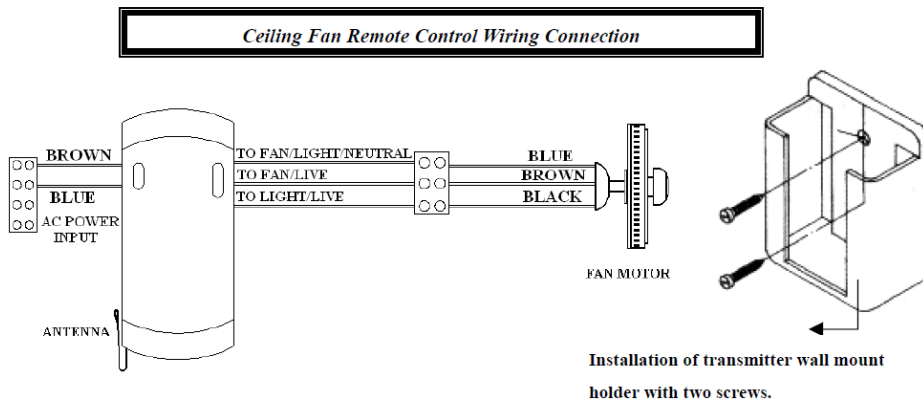 Ceiling Fan Remote Control Wiring Connection
BROWN
BLUE
AC POWER
INPUT
ANTENNA
TO FAN/LIGHT/NEUTRAL
TO FAN/LIVE
TO LIGHT/LIVE
BLUE
BROWN
BLACK
FAN MOTOR
Installation of transmitter wall mount
holder with two screws.